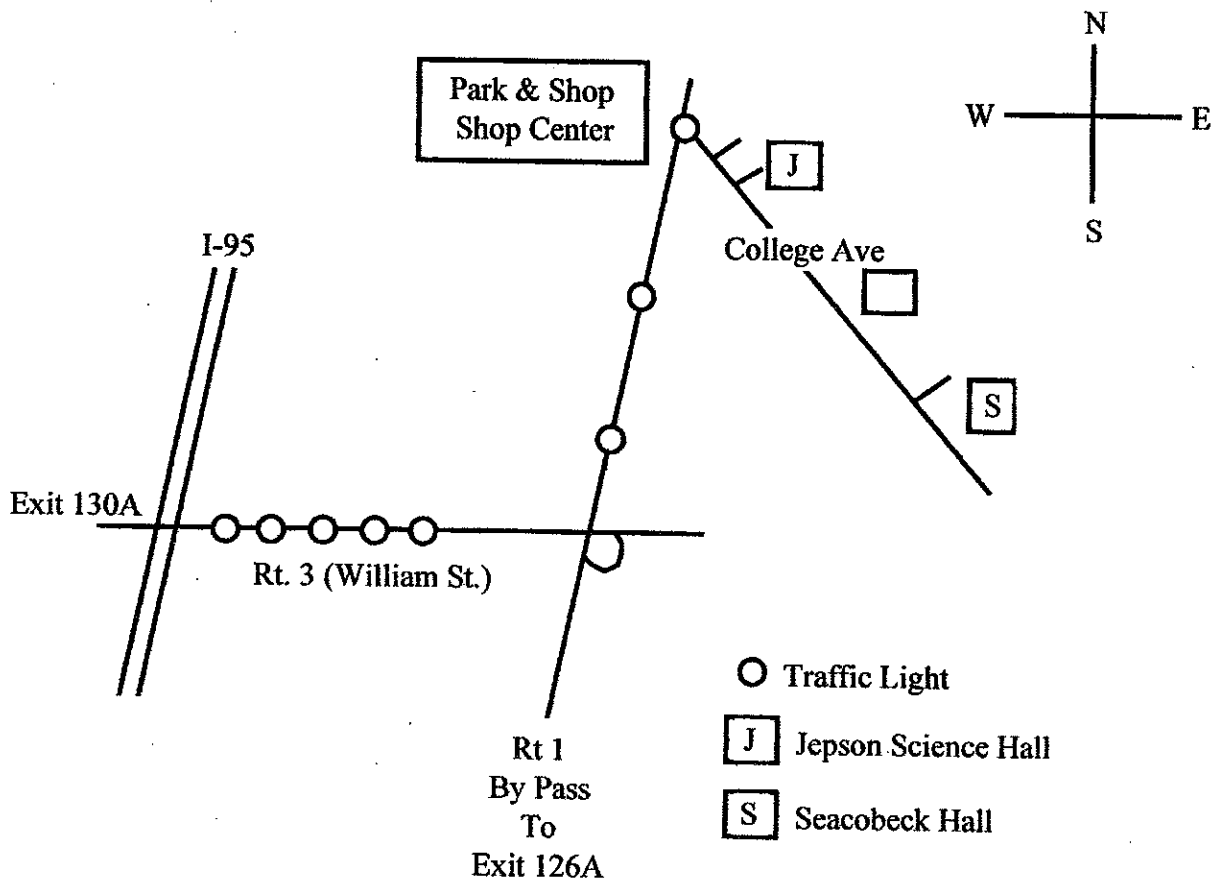 N
Park & Shop
Shop Center
W
E
J
S
I-95
College Ave
S
Exit 130A
Rt. 3 (William St.)
Traffic Light
J Jepson Science Hall
Rt 1
By Pass
To
Exit 126A
S Seacobeck Hall